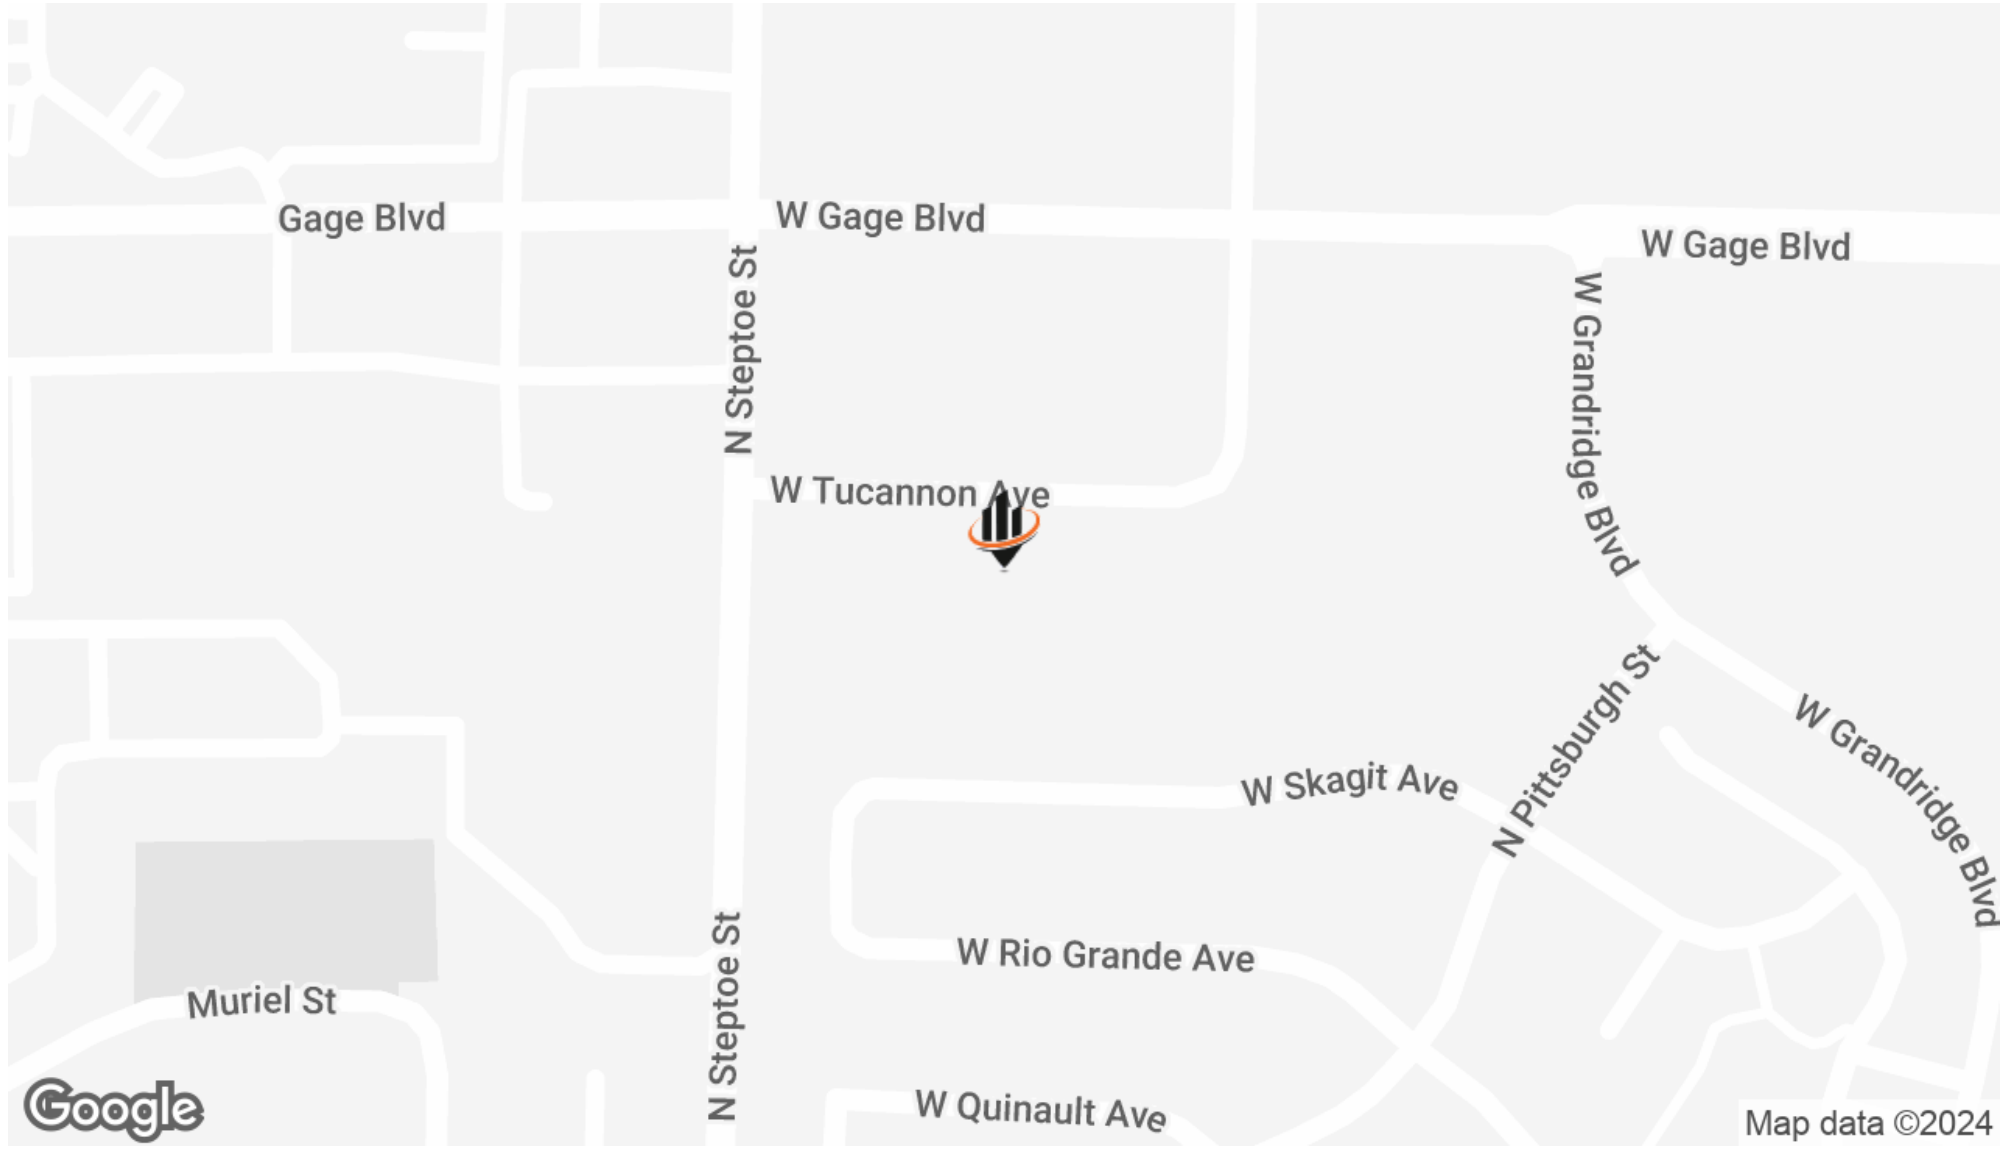 Gage Blvd
W Gage Blvd
W Gage Blvd
N Steptoe St
W Grandridge Blvd
W Tucannon Ave
N Pittsburgh St
W Grandridge Blvd
W Skagit Ave
N Steptoe St
W Rio Grande Ave
Muriel St
W Quinault Ave
Google
Map data ©2024